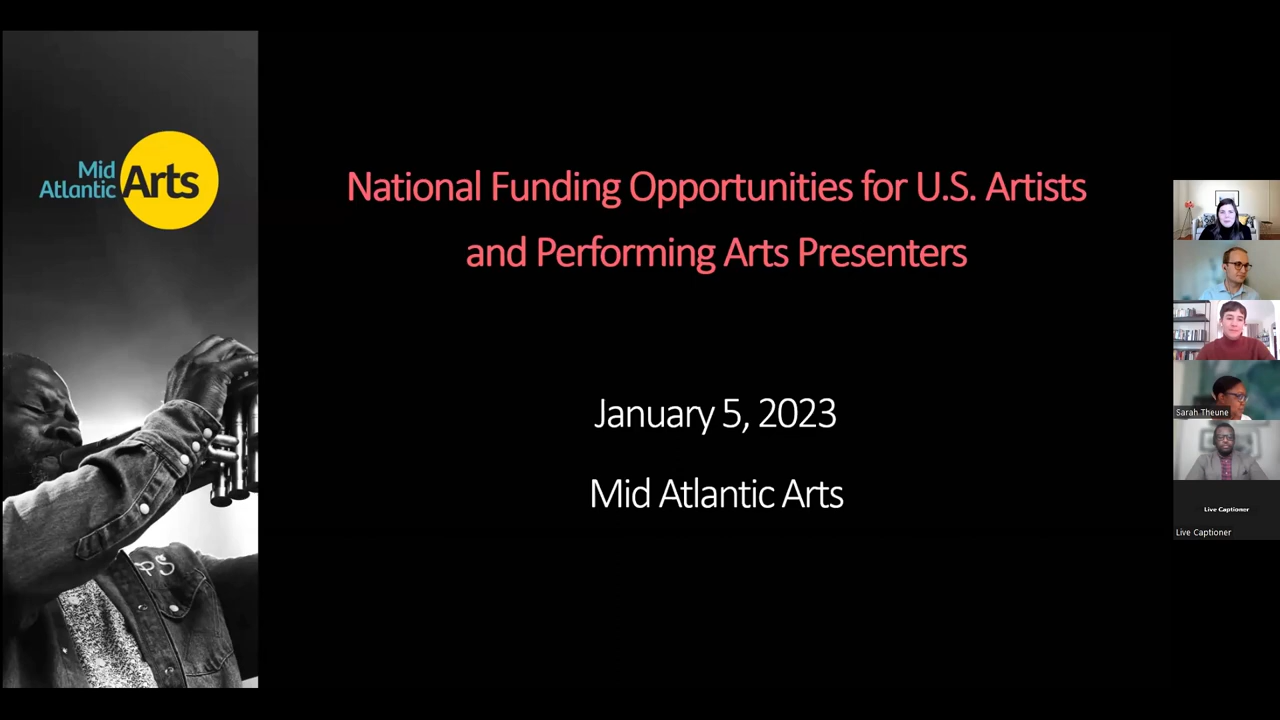 Mid
Atlantic Arts
National Funding Opportunities for U.S. Artists
and Performing Arts Presenters
January 5, 2023
Mid Atlantic Arts
PS
Sarah Theune
Live Captioner
Live Captioner